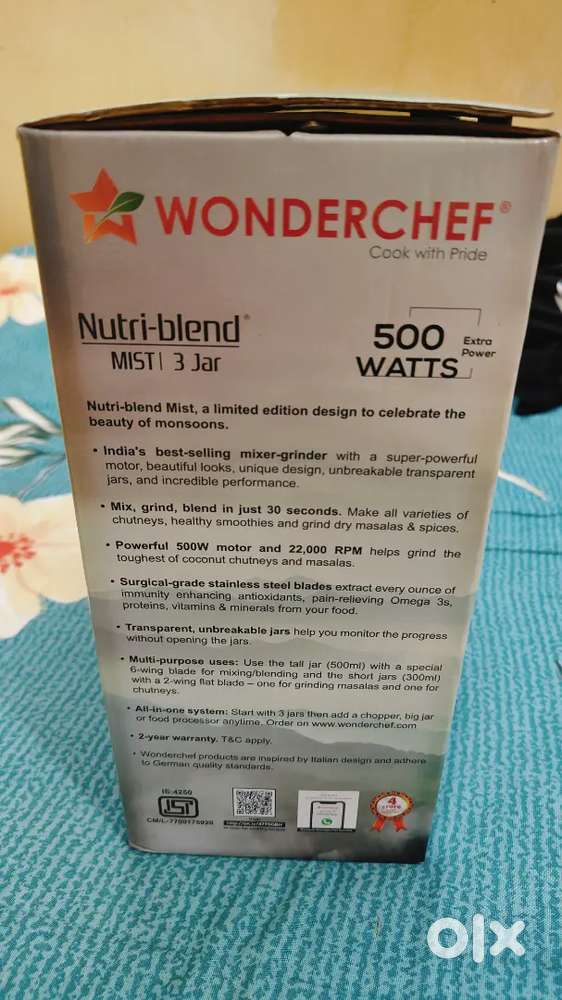 WONDERCHEF®
Cook with Pride
Nutri-blend®
MIST| 3 Jar
500
WATTS
Extra
Power
Nutri-blend Mist, a limited edition design to celebrate the
beauty of monsoons.
• India's best-selling mixer-grinder with a super-powerful
motor, beautiful looks, unique design, unbreakable transparent
jars, and incredible performance.
• Mix, grind, blend in just 30 seconds. Make all varieties of
chutneys, healthy smoothies and grind dry masalas & spices.
• Powerful 500W motor and 22,000 RPM helps grind the
toughest of coconut chutneys and masalas.
• Surgical-grade stainless steel blades extract every ounce of
immunity enhancing antioxidants, pain-relieving Omega 3s,
proteins, vitamins & minerals from your food.
• Transparent, unbreakable jars help you monitor the progress
without opening the jars.
• Multi-purpose uses: Use the tall jar (500ml) with a special
6-wing blade for mixing/blending and the short jars (300ml)
with a 2-wing flat blade – one for grinding masalas and one for
chutneys.
• All-in-one system: Start with 3 jars then add a chopper, big jar
or food processor anytime. Order on www.wonderchef.com
• 2-year warranty. T&C apply.
• Wonderchef products are inspired by Italian design and adhere
to German quality standards.
IS:4250
ISI
4
olx